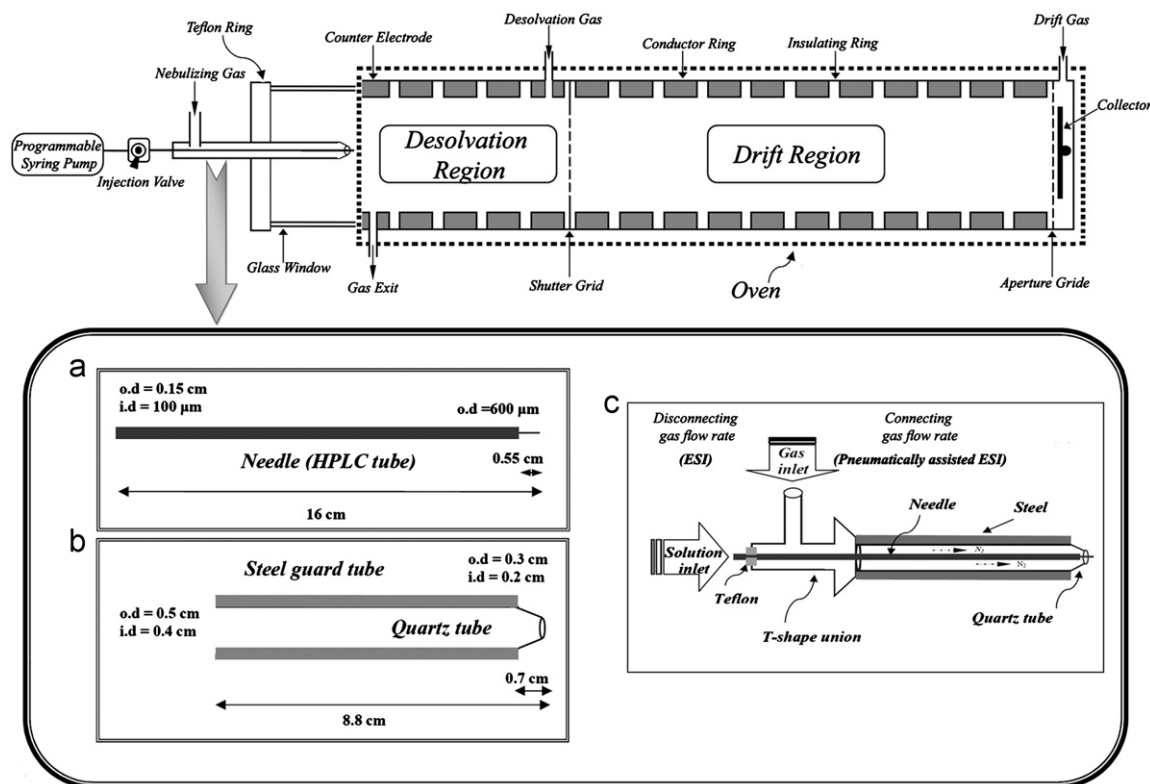 Desolvation Gas
Drift Gas
Teflon Ring
Counter Electrode
Conductor Ring
Insulating Ring
Nebulizing Gas
Collector
Programmable
Syring Pump
Injection Valve
Desolvation
Region
Drift Region
Glass Window
Gas Exit
Shutter Grid
Oven
Aperture Gride
a
o.d = 0.15 cm
i.d = 100 µm
o.d =600 µm
Needle (HPLC tube)
0.55 cm
16 cm
b
Steel guard tube
o.d = 0.3 cm
i.d = 0.2 cm
o.d = 0.5 cm
i.d = 0.4 cm
Quartz tube
0.7 cm
8.8 cm
c
Disconnecting
gas flow rate
(ESI)
Connecting
gas flow rate
(Pneumatically assisted ESI)
Gas
inlet
Needle
Steel
Solution
inlet
N2
N2
Teflon
T-shape union
Quartz tube